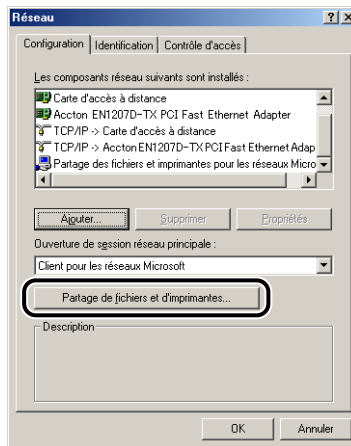 Réseau
Configuration Identification Contrôle d'accès
Les composants réseau suivants sont installés :
Carte d'accès à distance
Accton EN1207D-TX PCI Fast Ethernet Adapter
TCP/IP -> Carte d'accès à distance
TCP/IP -> Accton EN1207D-TX PCI Fast Ethernet Adap
Partage des fichiers et imprimantes pour les réseaux Micro
Ajouter... Supprimer Propriétés
Ouverture de session réseau principale :
Client pour les réseaux Microsoft
Partage de fichiers et d'imprimantes...
Description
OK Annuler